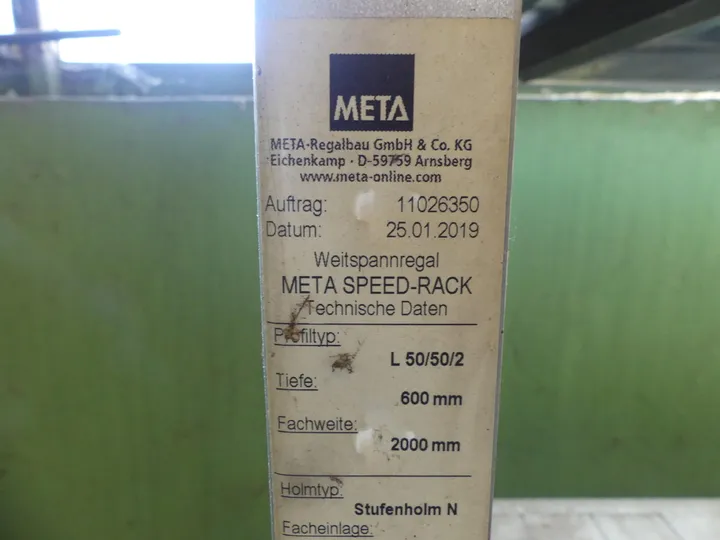 META
META-Regalbau GmbH & Co. KG
Eichenkamp · D-59759 Arnsberg
www.meta-online.com
Auftrag: 11026350
Datum: 25.01.2019
Weitspannregal
META SPEED-RACK
Technische Daten
Profiltyp:
L 50/50/2
Tiefe:
600 mm
Fachweite:
2000 mm
Holmtyp:
Stufenholm N
Facheinlage: